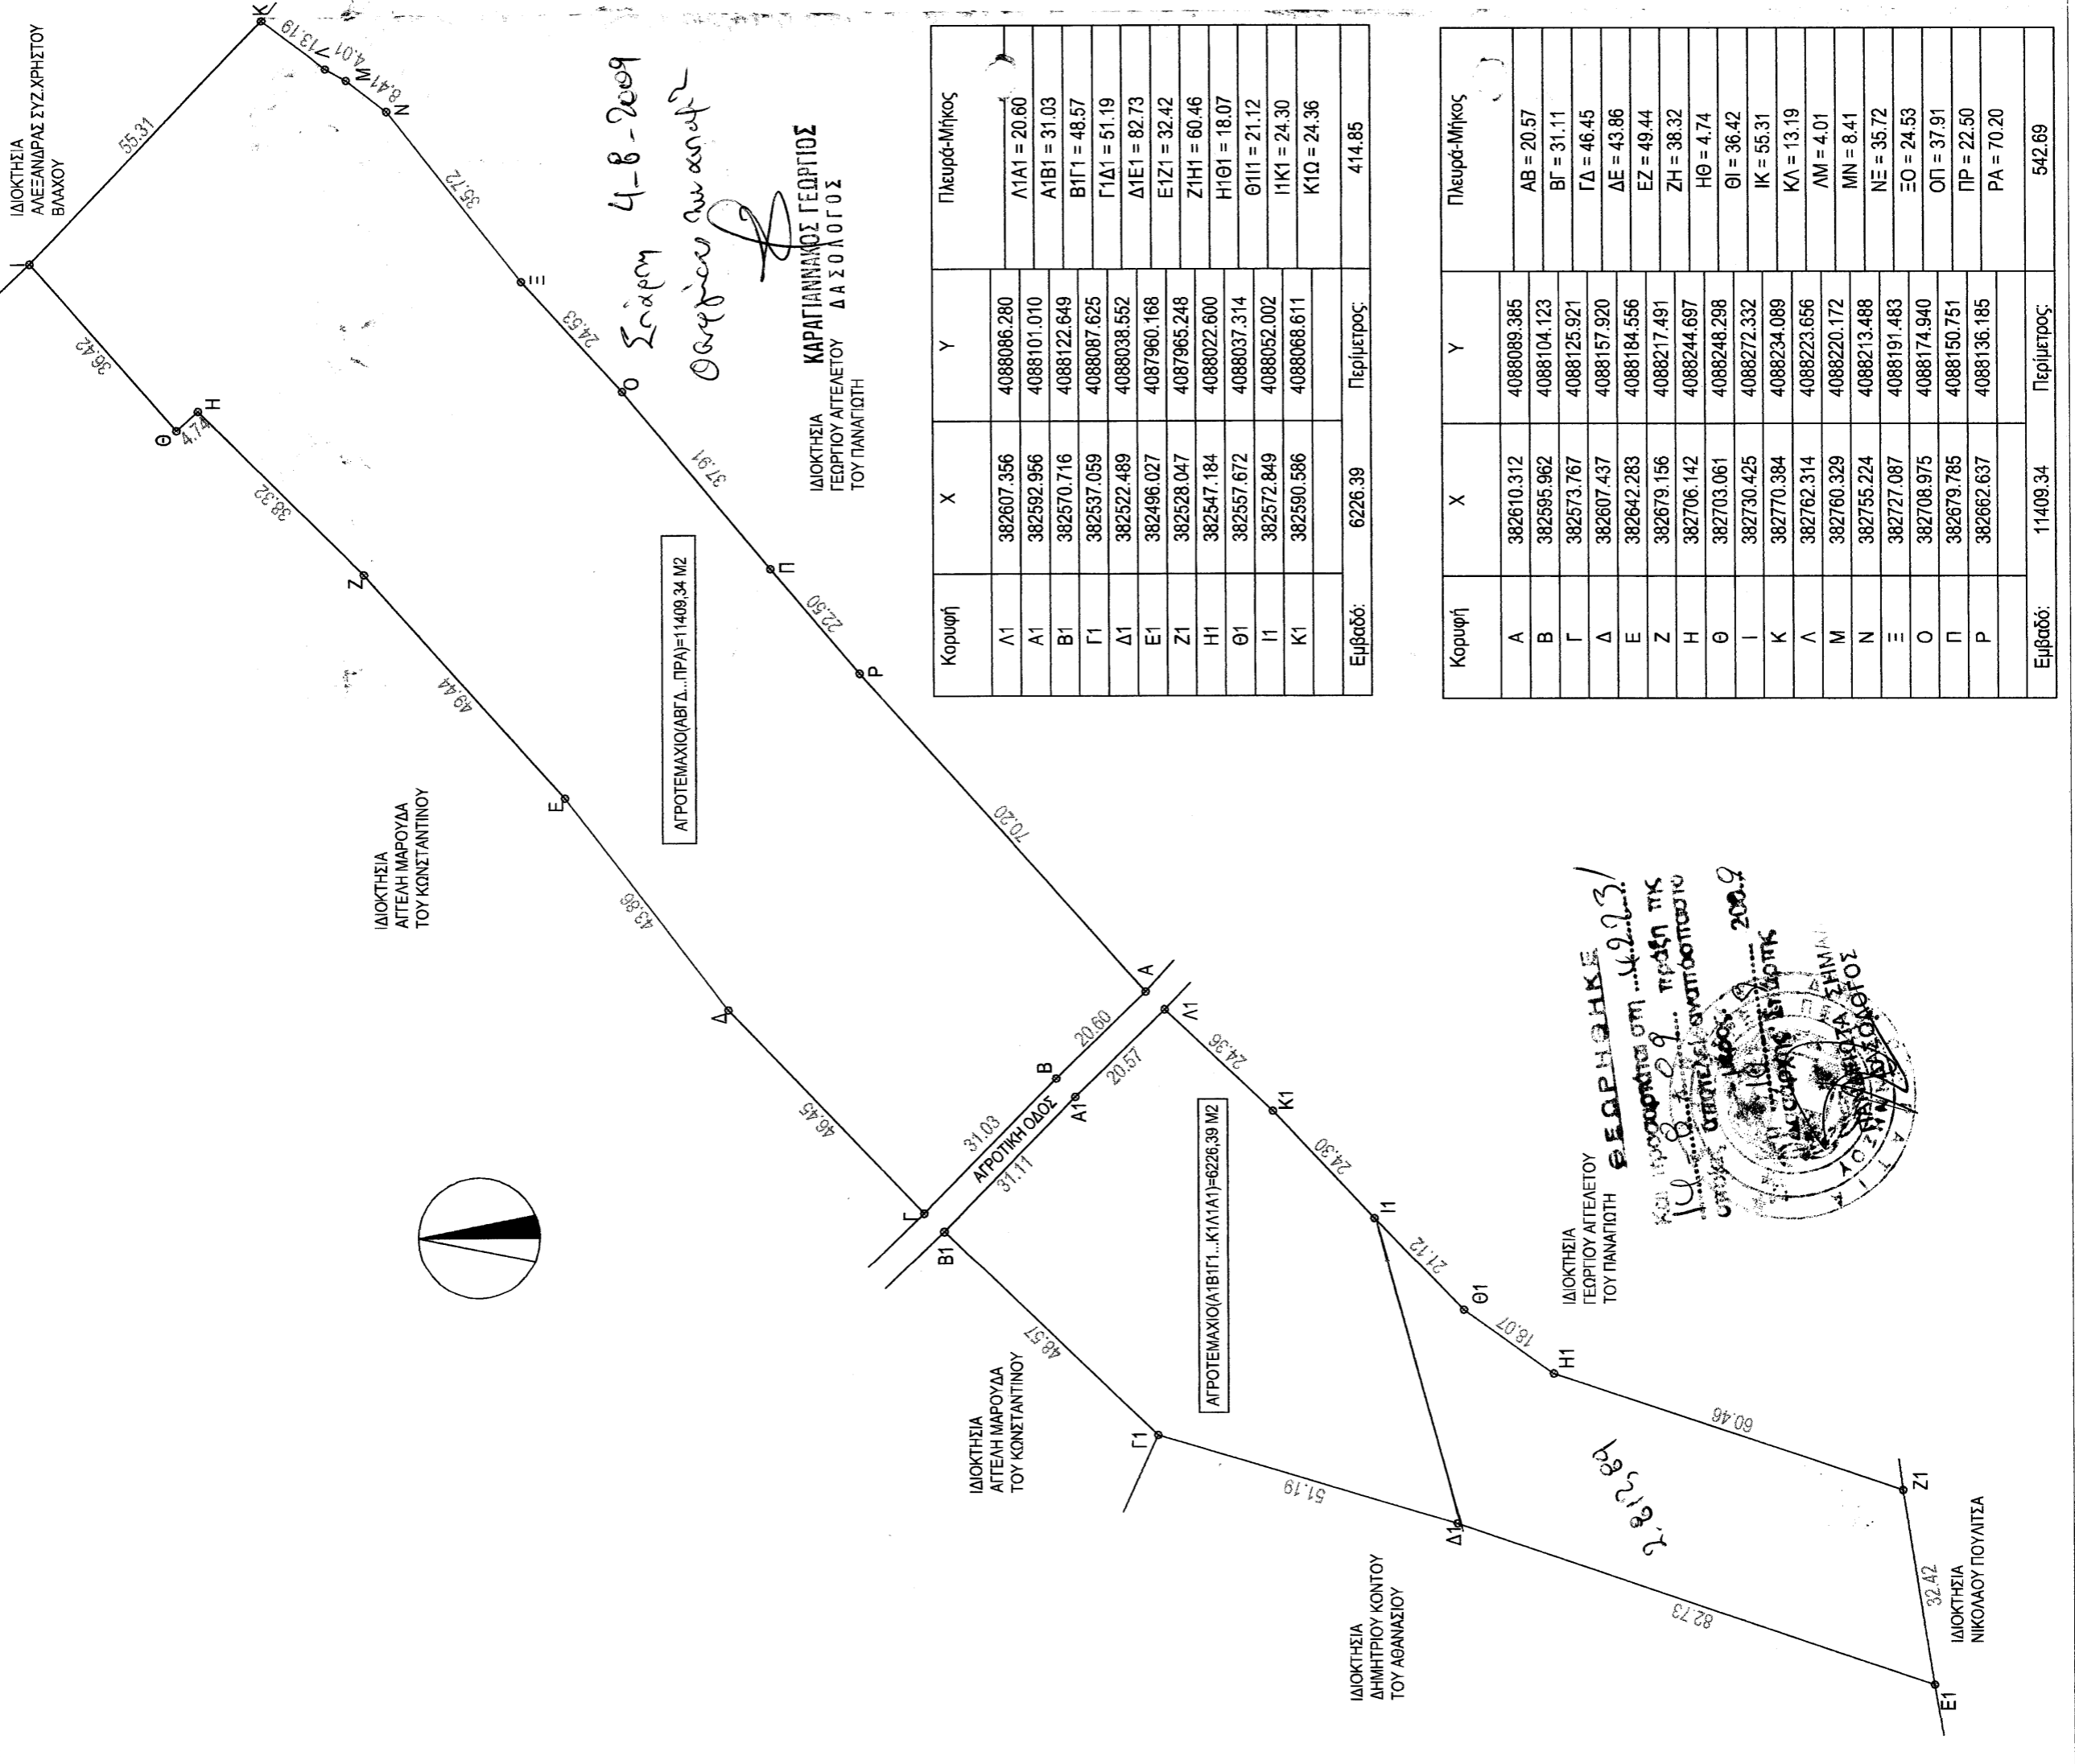 ΙΔΙΟΚΤΗΣΙΑ
ΑΛΕΞΑΝΔΡΑΣ ΣΥΖ.ΧΡΗΣΤΟΥ
ΒΛΑΧΟΥ
Ι
55.31
Κ
13.19
Λ
4.01
Μ
8.41
Ν
36.42
Θ
4.74
Η
35.72
Ξ
38.32
24.53
Ζ
Ο
49.44
37.91
Π
Ε
22.50
Ρ
ΙΔΙΟΚΤΗΣΙΑ
ΑΓΓΕΛΗ ΜΑΡΟΥΔΑ
ΤΟΥ ΚΩΝΣΤΑΝΤΙΝΟΥ
ΑΓΡΟΤΕΜΑΧΙΟ(ΑΒΓΔ...ΠΡΑ)=11409,34 Μ2
43.86
70.20
Δ
46.45
Α
20.60
Β
31.03
Γ
ΑΓΡΟΤΙΚΗ ΟΔΟΣ
Λ1
20.57
Α1
31.11
Β1
Σπάρτη 4-8-2009
ΚΑΡΑΓΙΑΝΝΑΚΟΣ ΓΕΩΡΓΙΟΣ
ΔΑΣΟΛΟΓΟΣ
ΙΔΙΟΚΤΗΣΙΑ
ΓΕΩΡΓΙΟΥ ΑΓΓΕΛΕΤΟΥ
ΤΟΥ ΠΑΝΑΓΙΩΤΗ
24.36
Κ1
24.30
Ι1
21.12
Θ1
18.07
Η1
60.46
Ζ1
32.42
Ε1
82.73
Δ1
51.19
Γ1
48.57
ΑΓΡΟΤΕΜΑΧΙΟ(Α1Β1Γ1...Κ1Λ1Α1)=6226,39 Μ2
ΙΔΙΟΚΤΗΣΙΑ
ΑΓΓΕΛΗ ΜΑΡΟΥΔΑ
ΤΟΥ ΚΩΝΣΤΑΝΤΙΝΟΥ
ΙΔΙΟΚΤΗΣΙΑ
ΔΗΜΗΤΡΙΟΥ ΚΟΝΤΟΥ
ΤΟΥ ΑΘΑΝΑΣΙΟΥ
ΙΔΙΟΚΤΗΣΙΑ
ΝΙΚΟΛΑΟΥ ΠΟΥΛΙΤΣΑ
ΙΔΙΟΚΤΗΣΙΑ
ΓΕΩΡΓΙΟΥ ΑΓΓΕΛΕΤΟΥ
ΤΟΥ ΠΑΝΑΓΙΩΤΗ
ΘΕΩΡΗΘΗΚΕ
4223/
πράξη της
2009
Κορυφή Χ Υ Πλευρά-Μήκος
Λ1 382607.356 4088086.280 Λ1Α1 = 20.60
Α1 382592.956 4088101.010 Α1Β1 = 31.03
Β1 382570.716 4088122.649 Β1Γ1 = 48.57
Γ1 382537.059 4088087.625 Γ1Δ1 = 51.19
Δ1 382522.489 4088038.552 Δ1Ε1 = 82.73
Ε1 382496.027 4087960.168 Ε1Ζ1 = 32.42
Ζ1 382528.047 4087965.248 Ζ1Η1 = 60.46
Η1 382547.184 4088022.600 Η1Θ1 = 18.07
Θ1 382557.672 4088037.314 Θ1Ι1 = 21.12
Ι1 382572.849 4088052.002 Ι1Κ1 = 24.30
Κ1 382590.586 4088068.611 Κ1Ω = 24.36
Εμβαδό: 6226.39 Περίμετρος: 414.85
Κορυφή Χ Υ Πλευρά-Μήκος
Α 382610.312 4088089.385 ΑΒ = 20.57
Β 382595.962 4088104.123 ΒΓ = 31.11
Γ 382573.767 4088125.921 ΓΔ = 46.45
Δ 382607.437 4088157.920 ΔΕ = 43.86
Ε 382642.283 4088184.556 ΕΖ = 49.44
Ζ 382679.156 4088217.491 ΖΗ = 38.32
Η 382706.142 4088244.697 ΗΘ = 4.74
Θ 382703.061 4088248.298 ΘΙ = 36.42
Ι 382730.425 4088272.332 ΙΚ = 55.31
Κ 382770.384 4088234.089 ΚΛ = 13.19
Λ 382762.314 4088223.656 ΛΜ = 4.01
Μ 382760.329 4088220.172 ΜΝ = 8.41
Ν 382755.224 4088213.488 ΝΞ = 35.72
Ξ 382727.087 4088191.483 ΞΟ = 24.53
Ο 382708.975 4088174.940 ΟΠ = 37.91
Π 382679.785 4088150.751 ΠΡ = 22.50
Ρ 382662.637 4088136.185 ΡΑ = 70.20
Εμβαδό: 11409.34 Περίμετρος: 542.69